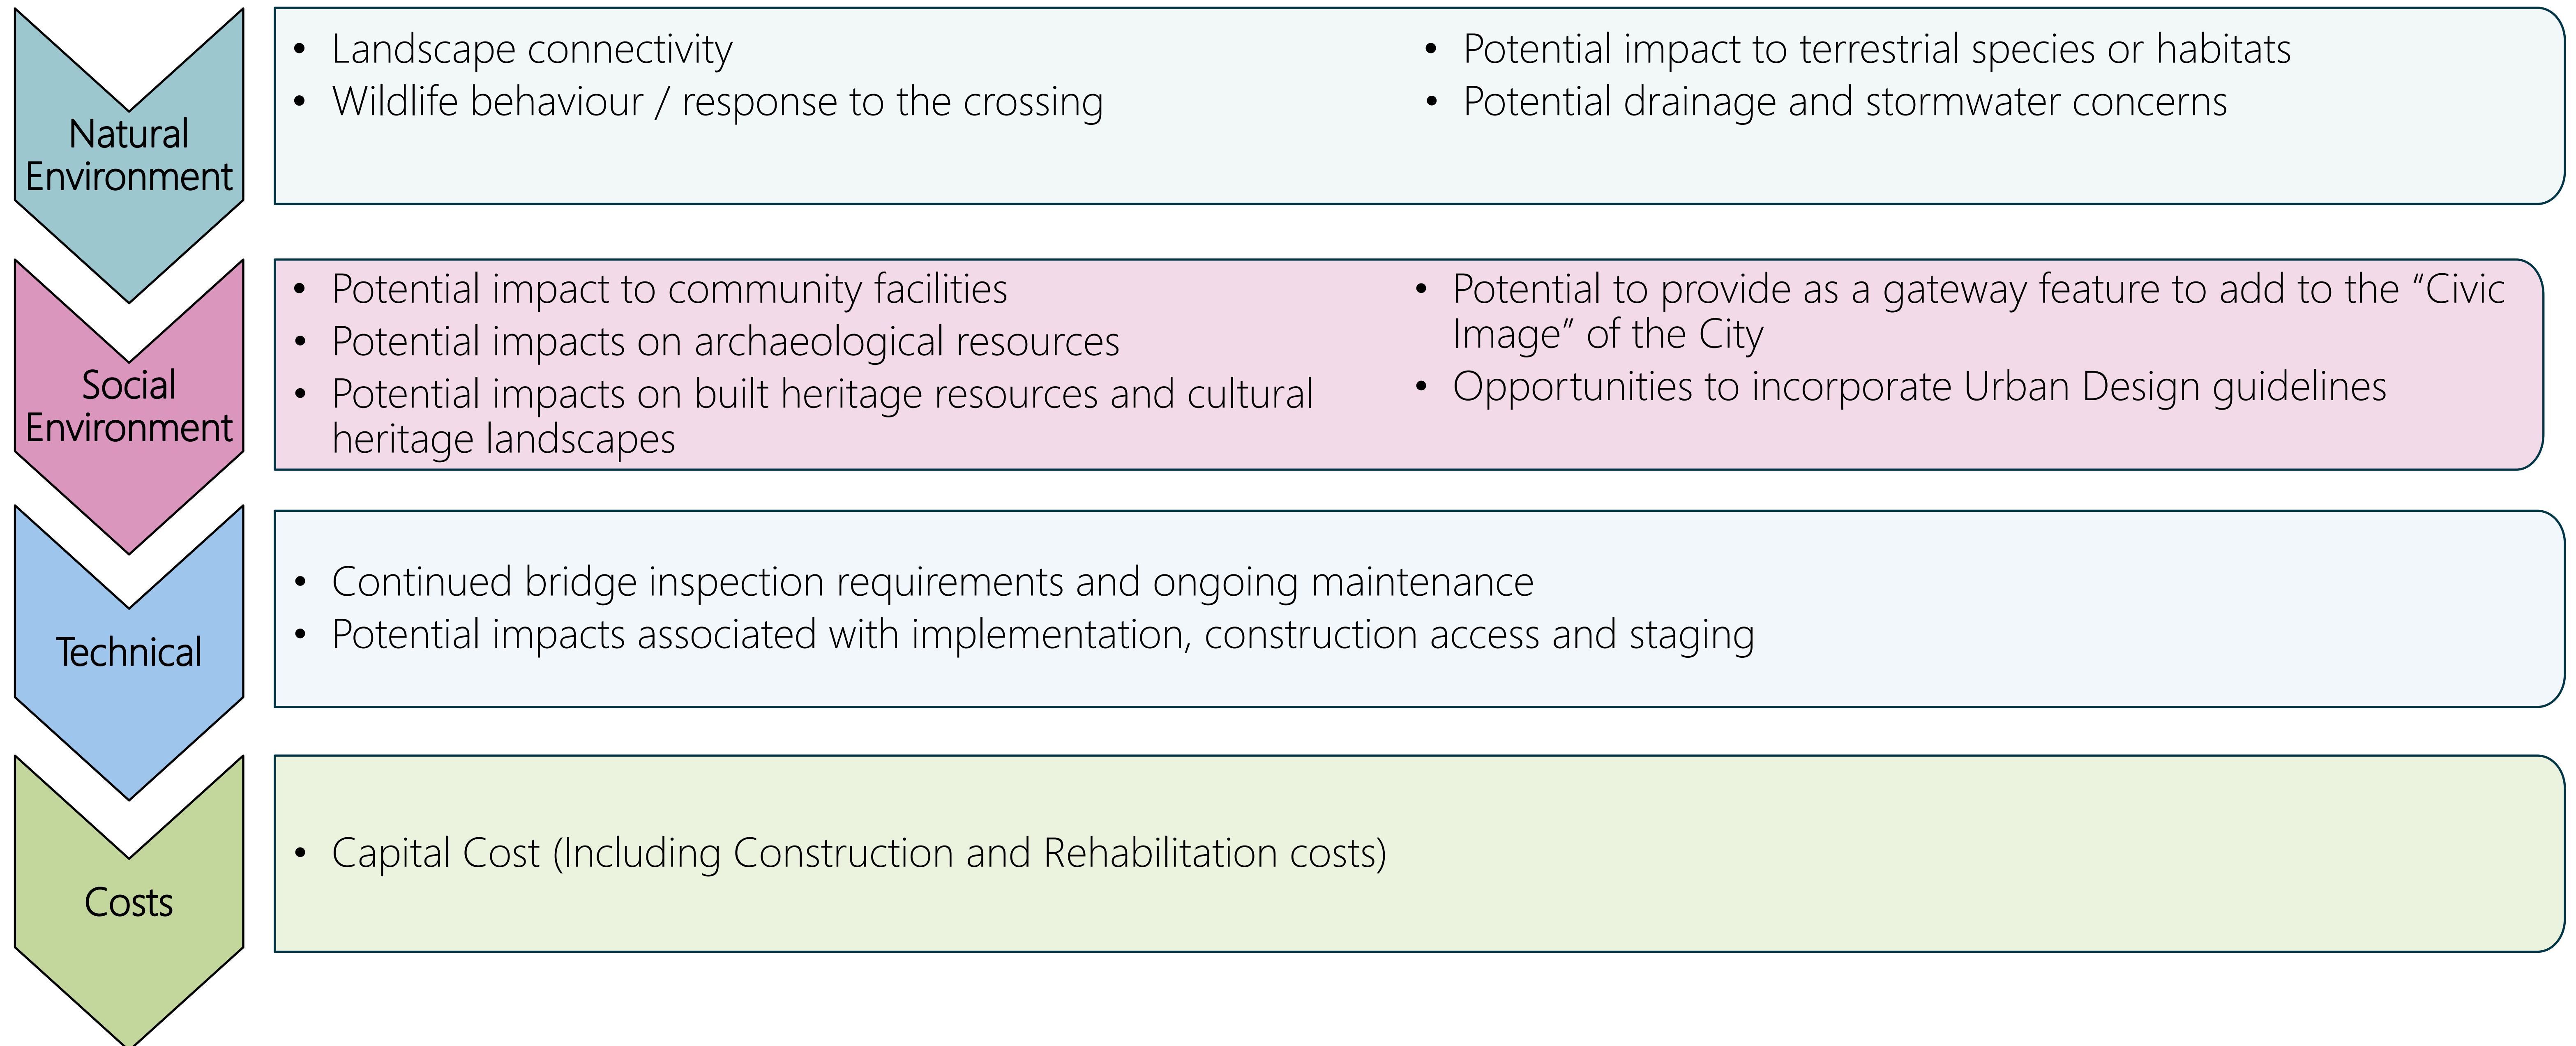 Natural
Environment
• Landscape connectivity
• Wildlife behaviour / response to the crossing
• Potential impact to terrestrial species or habitats
• Potential drainage and stormwater concerns
Social
Environment
• Potential impact to community facilities
• Potential impacts on archaeological resources
• Potential impacts on built heritage resources and cultural
heritage landscapes
• Potential to provide as a gateway feature to add to the “Civic
Image” of the City
• Opportunities to incorporate Urban Design guidelines
Technical
• Continued bridge inspection requirements and ongoing maintenance
• Potential impacts associated with implementation, construction access and staging
Costs
• Capital Cost (Including Construction and Rehabilitation costs)